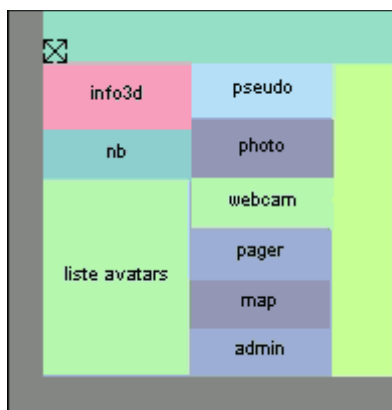 info3d
nb
liste avatars
pseudo
photo
webcam
pager
map
admin